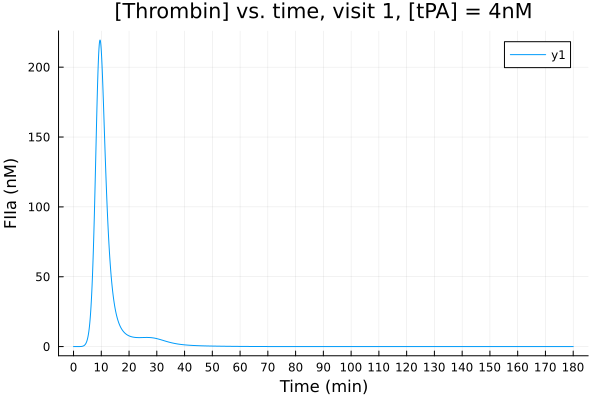 [Thrombin] vs. time, visit 1, [tPA] = 4nM
y1
FIIa (nM)
200
150
100
50
0
0 10 20 30 40 50 60 70 80 90 100 110 120 130 140 150 160 170 180
Time (min)